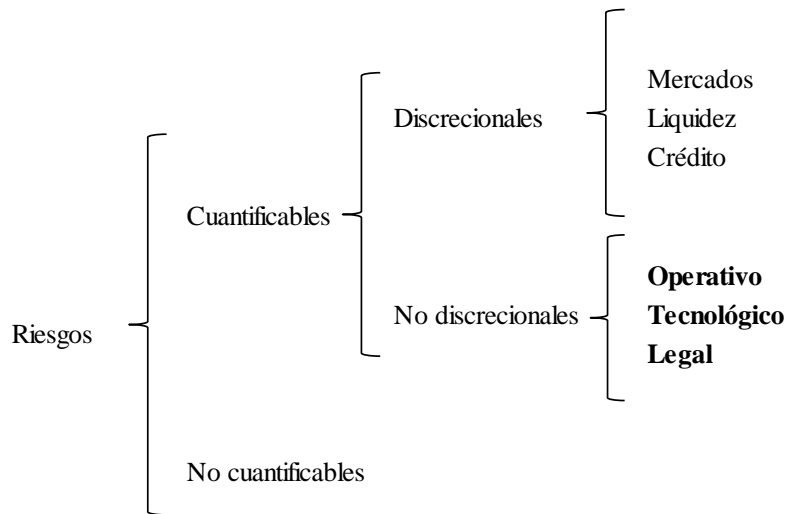 Riesgos
Cuantificables
Discrecionales
Mercados
Liquidez
Crédito
No discrecionales
Operativo
Tecnológico
Legal
No cuantificables